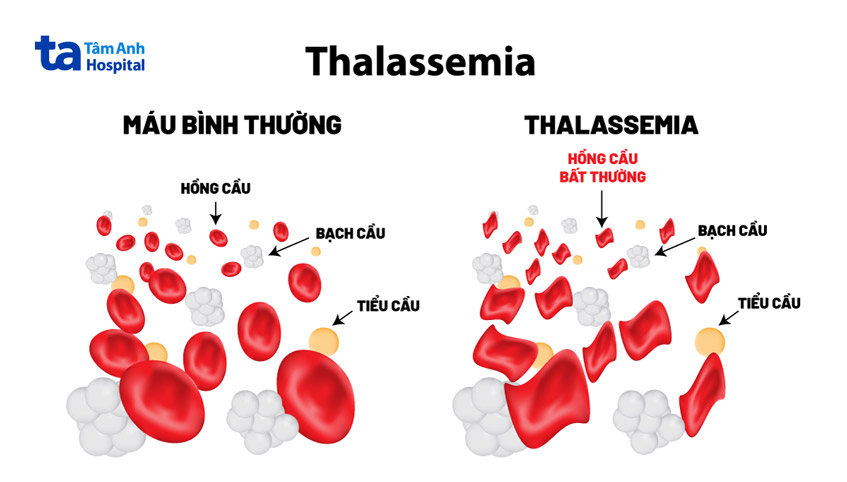 ta TÂM ANH
Hospital
Thalassemia
MÁU BÌNH THƯỜNG
HỒNG CẦU
BẠCH CẦU
TIỂU CẦU
THALASSEMIA
HỒNG CẦU
BẤT THƯỜNG
BẠCH CẦU
TIỂU CẦU